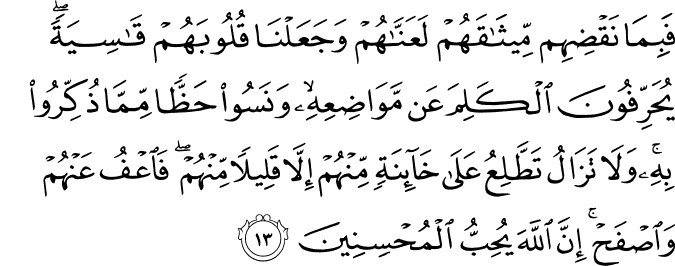 فَبِمَا نَقْضِهِم مِّيثَـٰقَهُمْ لَعَنَّـٰهُمْ وَجَعَلْنَا قُلُوبَهُمْ قَـٰسِيَةً ۖ
يُحَرِّفُونَ ٱلْكَلِمَ عَن مَّوَاضِعِهِۦ ۙ وَنَسُوا۟ حَظًّا مِّمَّا ذُكِّرُوا۟
بِهِۦ ۚ وَلَا تَزَالُ تَطَّلِعُ عَلَىٰ خَآئِنَةٍ مِّنْهُمْ إِلَّا قَلِيلًا مِّنْهُمْ ۖ فَٱعْفُ عَنْهُمْ
وَٱصْفَحْ ۚ إِنَّ ٱللَّهَ يُحِبُّ ٱلْمُحْسِنِينَ ١٣